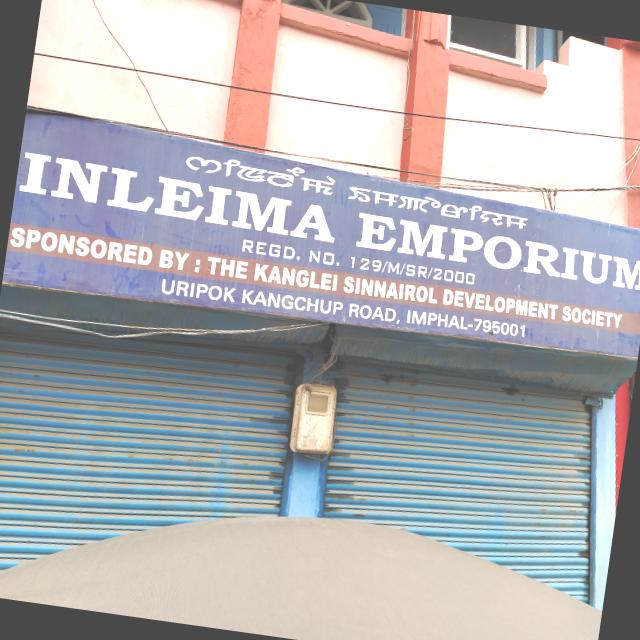 INLEIMA EMPORIUM
REGD. NO. 129/M/SR/2000
SPONSORED BY : THE KANGLEI SINNAIROL DEVELOPMENT SOCIETY
URIPOK KANGCHUP ROAD, IMPHAL-795001